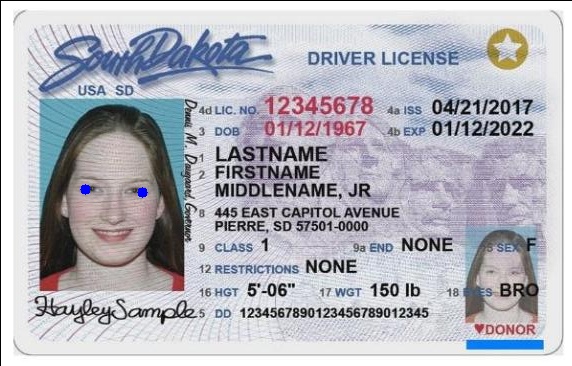 South Dakota
DRIVER LICENSE
USA SD
4d LIC. NO. 12345678 4a ISS 04/21/2017
3 DOB 01/12/1967 4b EXP 01/12/2022
1 LASTNAME
2 FIRSTNAME
MIDDLENAME, JR
8 445 EAST CAPITOL AVENUE
PIERRE, SD 57501-0000
9 CLASS 1 9a END NONE SEX F
12 RESTRICTIONS NONE
16 HGT 5'-06" 17 WGT 150 lb 18 EYES BRO
Hayley Sample
5 DD 1234567890123456789012345
♥DONOR
Dennis M. Daugaard, Governor